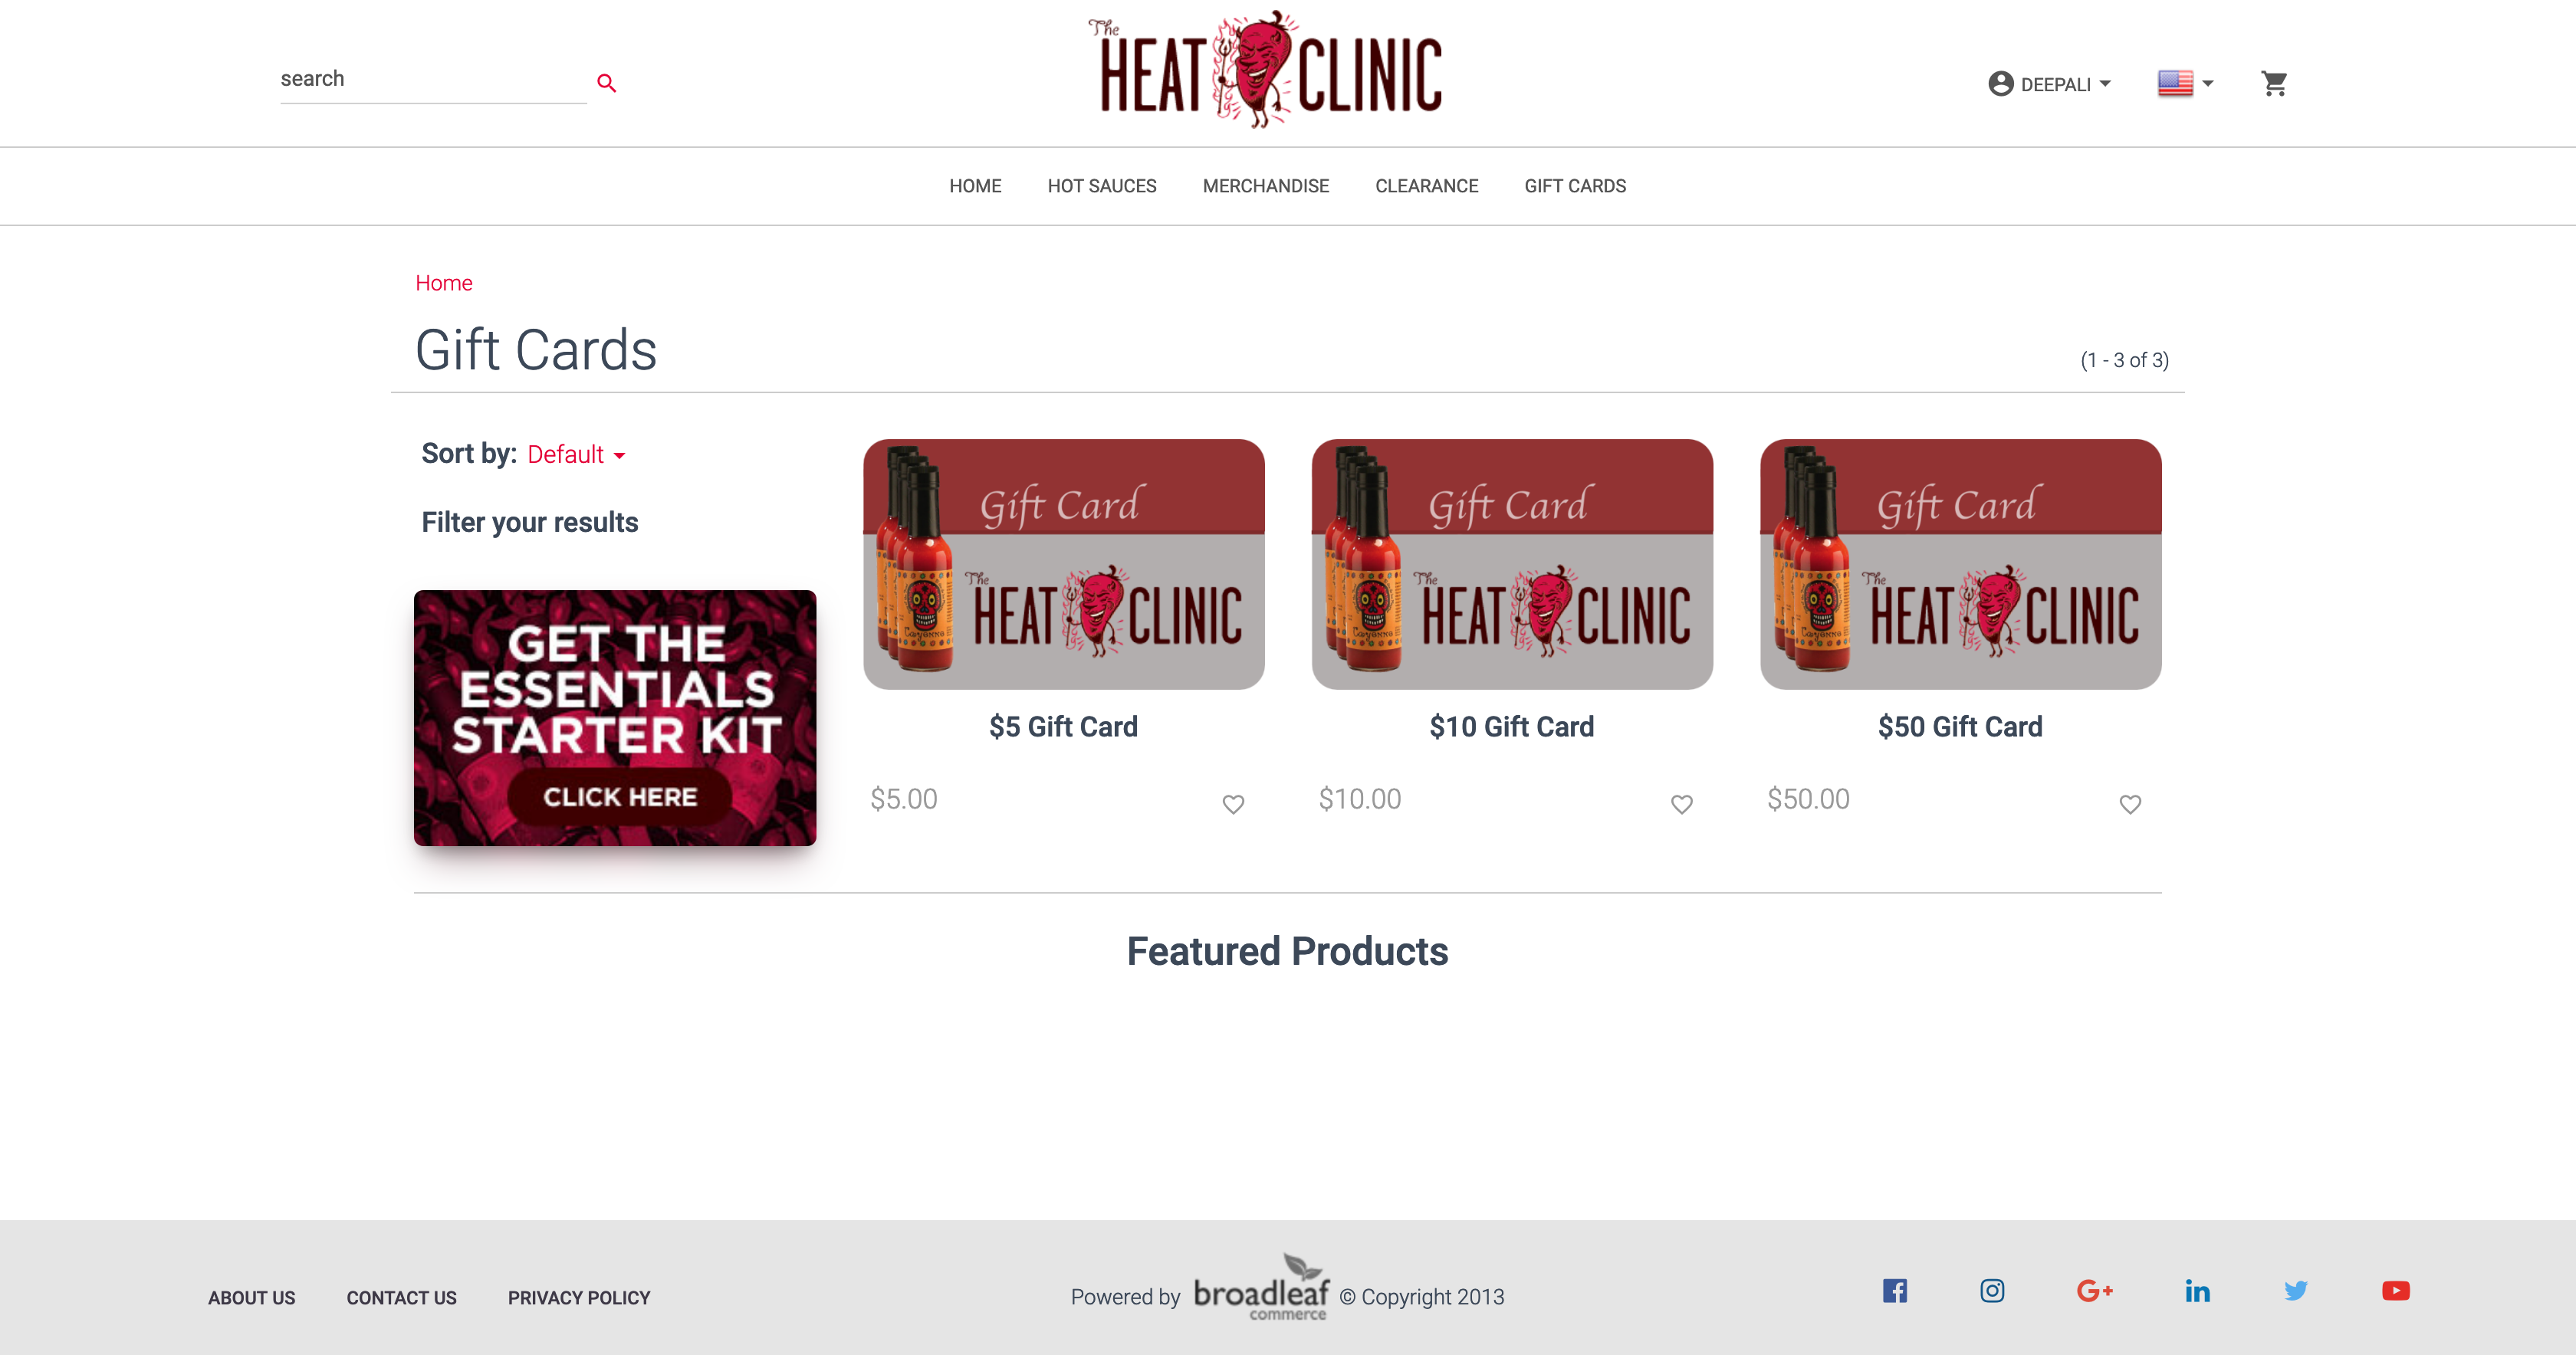 search
The HEAT CLINIC
DEEPALI
HOME HOT SAUCES MERCHANDISE CLEARANCE GIFT CARDS
Home
Gift Cards
(1 - 3 of 3)
Sort by: Default
Filter your results
GET THE
ESSENTIALS
STARTER KIT
CLICK HERE
Gift Card
The HEAT CLINIC
Cayenne
$5 Gift Card
$5.00
Gift Card
The HEAT CLINIC
Cayenne
$10 Gift Card
$10.00
Gift Card
The HEAT CLINIC
Cayenne
$50 Gift Card
$50.00
Featured Products
ABOUT US CONTACT US PRIVACY POLICY
Powered by broadleaf commerce © Copyright 2013
G+
in